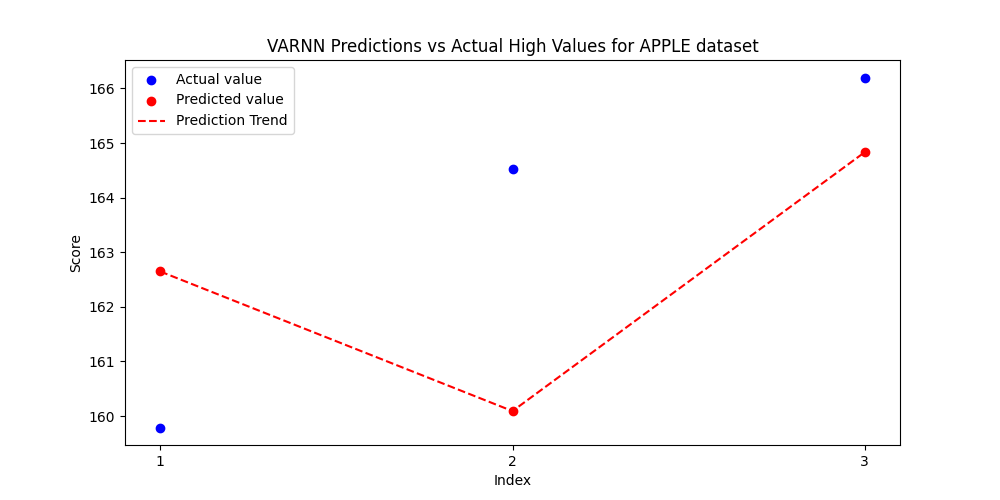 VARNN Predictions vs Actual High Values for APPLE dataset
Actual value
Predicted value
Prediction Trend
166
165
164
163
162
161
160
Score
1
2
3
Index